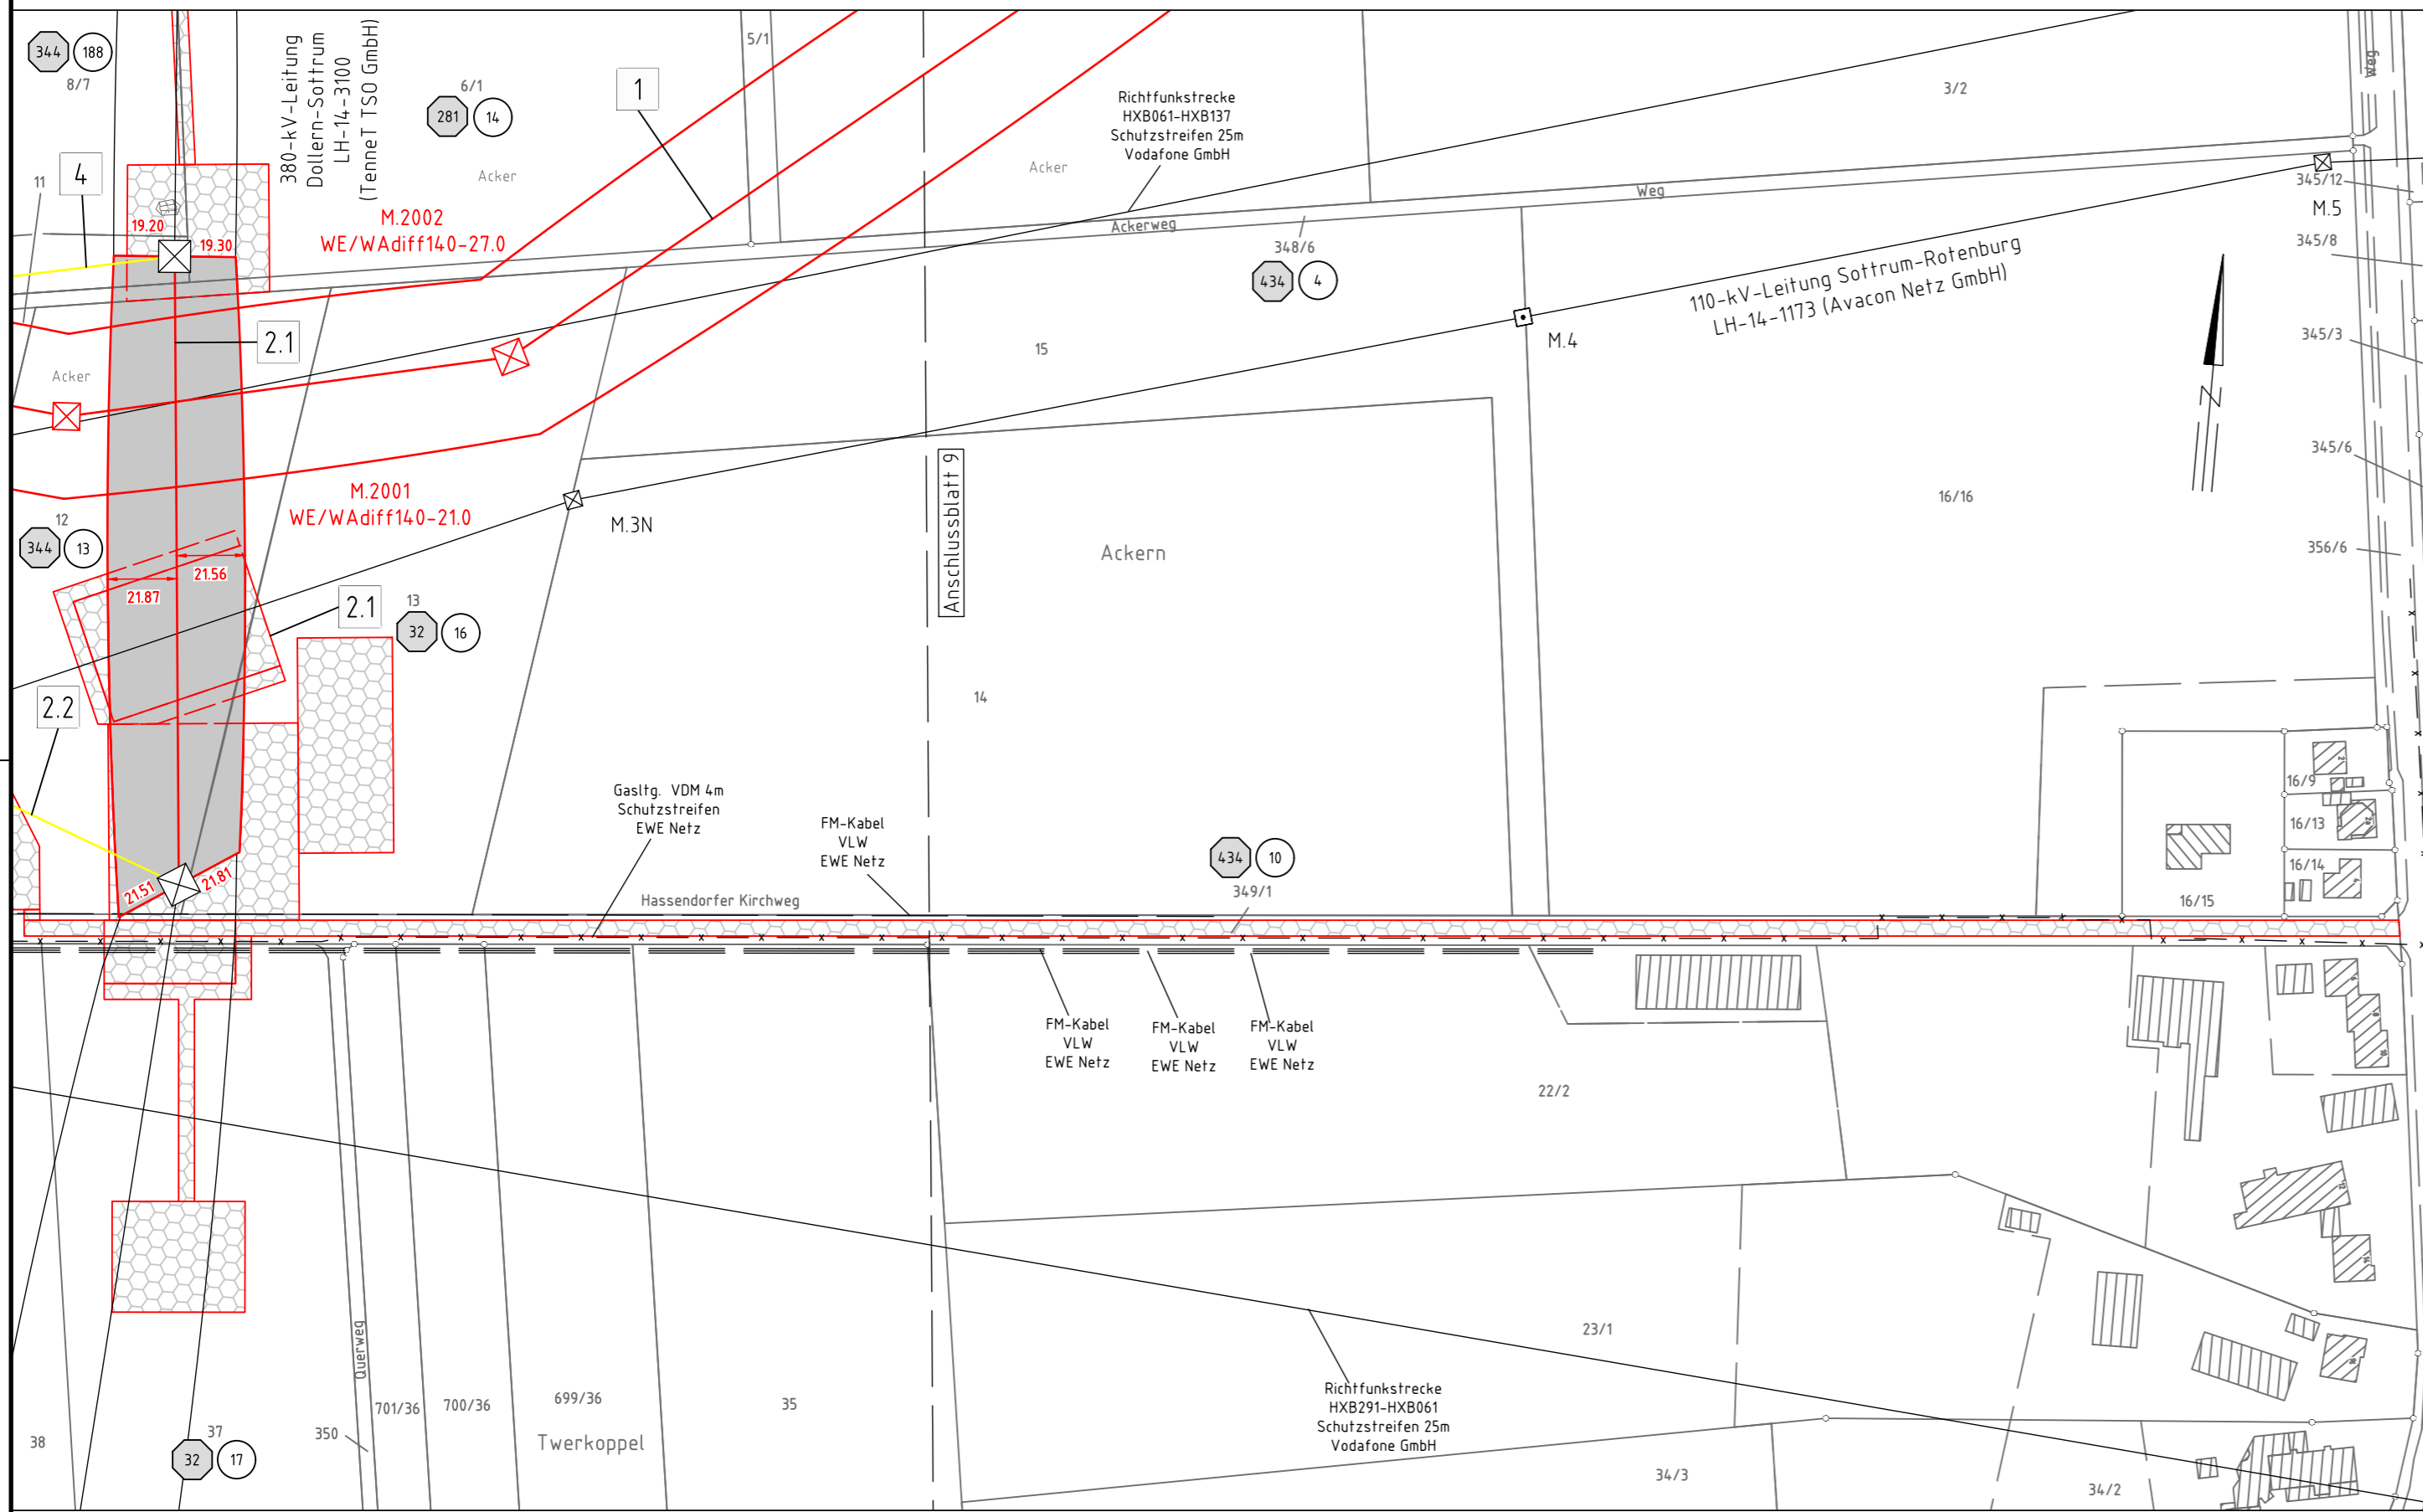 344
188
8/7
380-kV-Leitung
Dollern-Sottrum
LH-14-3100
(TenneT TSO GmbH)
6/1
281
14
Acker
1
5/1
Acker
Richtfunkstrecke
HXB061-HXB137
Schutzstreifen 25m
Vodafone GmbH
3/2
Weg
11
4
19.20
19.30
M.2002
WE/WAdiff140-27.0
Ackerweg
Weg
348/6
434
4
345/12
M.5
345/8
110-kV-Leitung Sottrum-Rotenburg
LH-14-1173 (Avacon Netz GmbH)
N
345/3
2.1
Acker
15
M.4
345/6
M.2001
WE/WAdiff140-21.0
M.3N
Anschlussblatt 9
Ackern
16/16
356/6
12
344
13
21.56
21.87
2.1
13
32
16
2.2
14
Gasltg. VDM 4m
Schutzstreifen
EWE Netz
FM-Kabel
VLW
EWE Netz
434
10
349/1
2
16/9
16/13
2a
16/14
4
16/15
21.51
21.81
Hassendorfer Kirchweg
FM-Kabel
VLW
EWE Netz
FM-Kabel
VLW
EWE Netz
FM-Kabel
VLW
EWE Netz
22/2
12
14
Querweg
23/1
Richtfunkstrecke
HXB291-HXB061
Schutzstreifen 25m
Vodafone GmbH
38
37
32
17
350
701/36
700/36
699/36
35
Twerkoppel
34/3
34/2